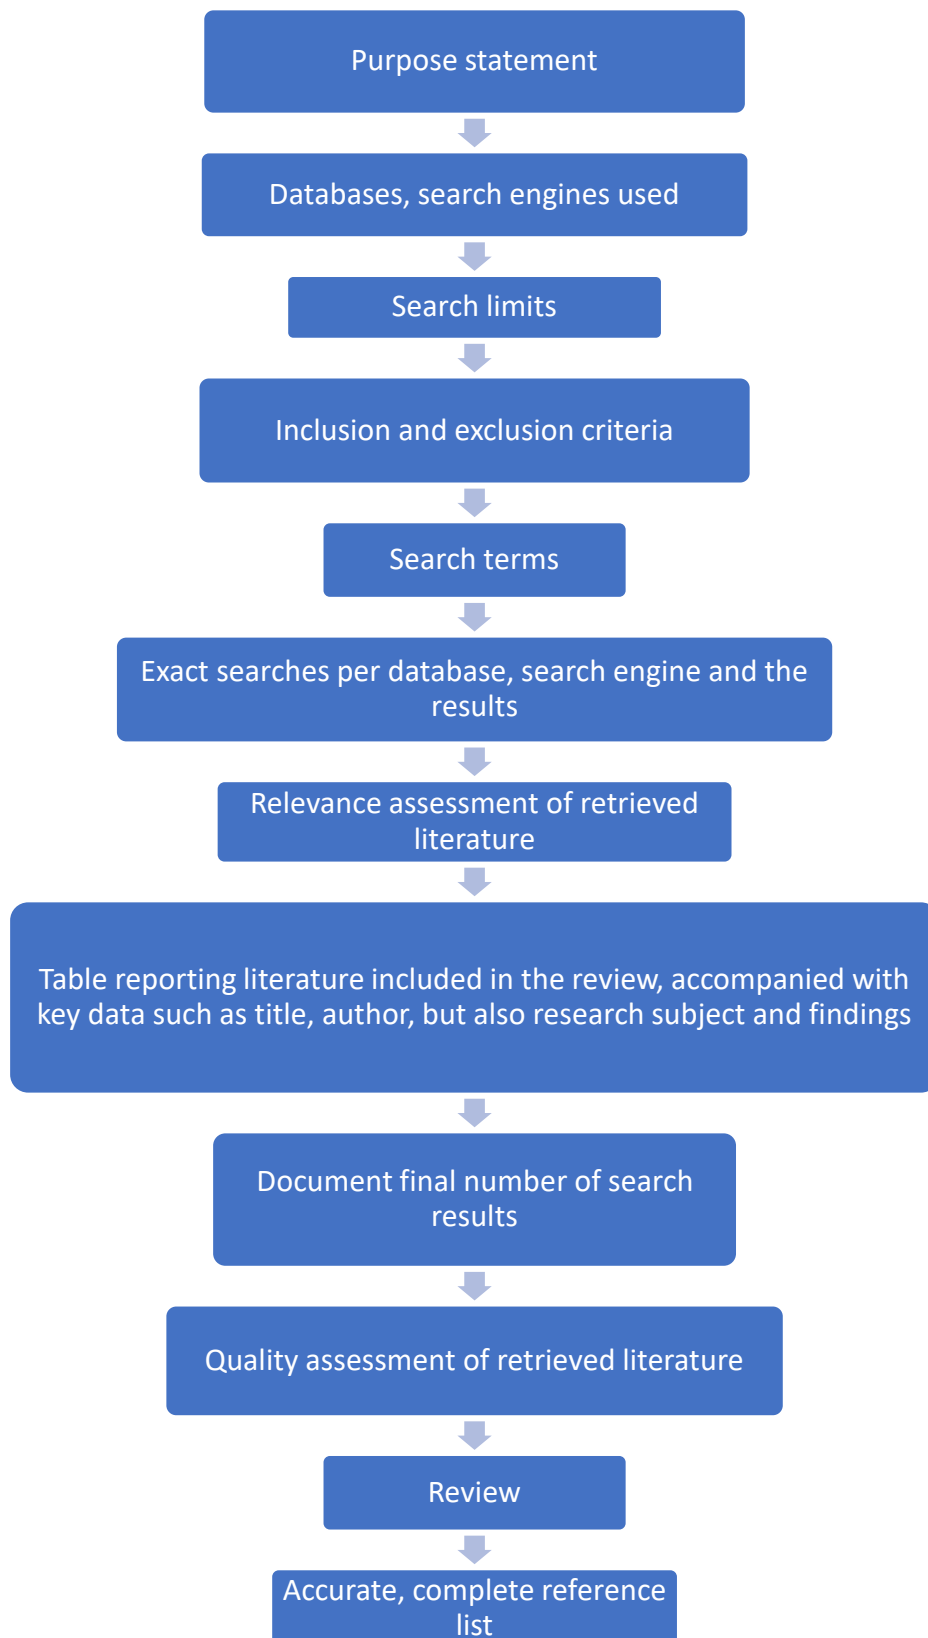 Purpose statement
Databases, search engines used
Search limits
Inclusion and exclusion criteria
Search terms
Exact searches per database, search engine and the
results
Relevance assessment of retrieved
literature
Table reporting literature included in the review, accompanied with
key data such as title, author, but also research subject and findings
Document final number of search
results
Quality assessment of retrieved literature
Review
Accurate, complete reference
list